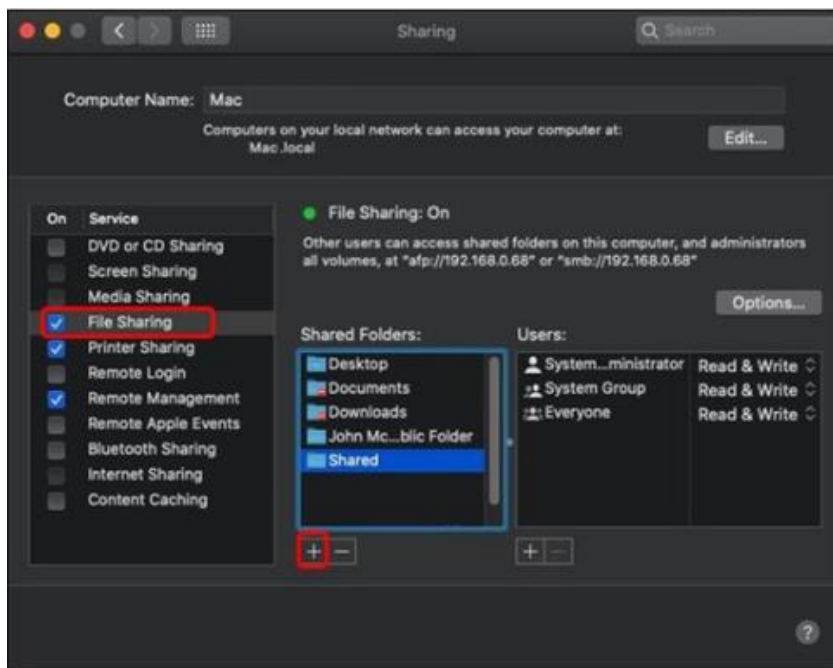 Sharing
Search
Computer Name: Mac
Computers on your local network can access your computer at:
Mac.local
Edit...
On Service
DVD or CD Sharing
Screen Sharing
Media Sharing
File Sharing
Printer Sharing
Remote Login
Remote Management
Remote Apple Events
Bluetooth Sharing
Internet Sharing
Content Caching
File Sharing: On
Other users can access shared folders on this computer, and administrators
all volumes, at "afp://192.168.0.68" or "smb://192.168.0.68"
Options...
Shared Folders:
Desktop
Documents
Downloads
John Mc...blic Folder
Shared
+ −
Users:
System...ministrator Read & Write
System Group Read & Write
Everyone Read & Write
+ −
?